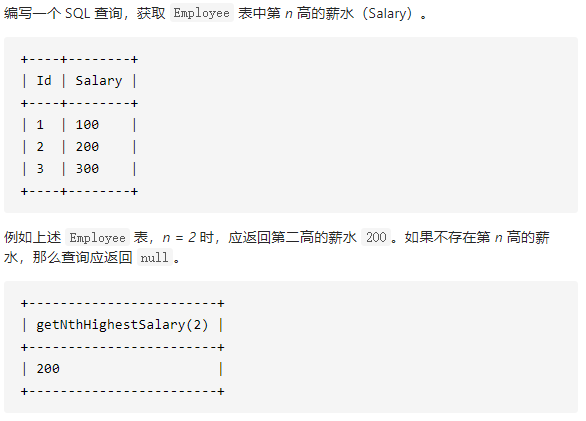 编写一个 SQL 查询，获取 Employee 表中第 n 高的薪水（Salary）。
+----+--------+
| Id | Salary |
+----+--------+
| 1  | 100    |
| 2  | 200    |
| 3  | 300    |
+----+--------+
例如上述 Employee 表，n = 2 时，应返回第二高的薪水 200。如果不存在第 n 高的薪
水，那么查询应返回 null。
+------------------------+
| getNthHighestSalary(2) |
+------------------------+
| 200                    |
+------------------------+